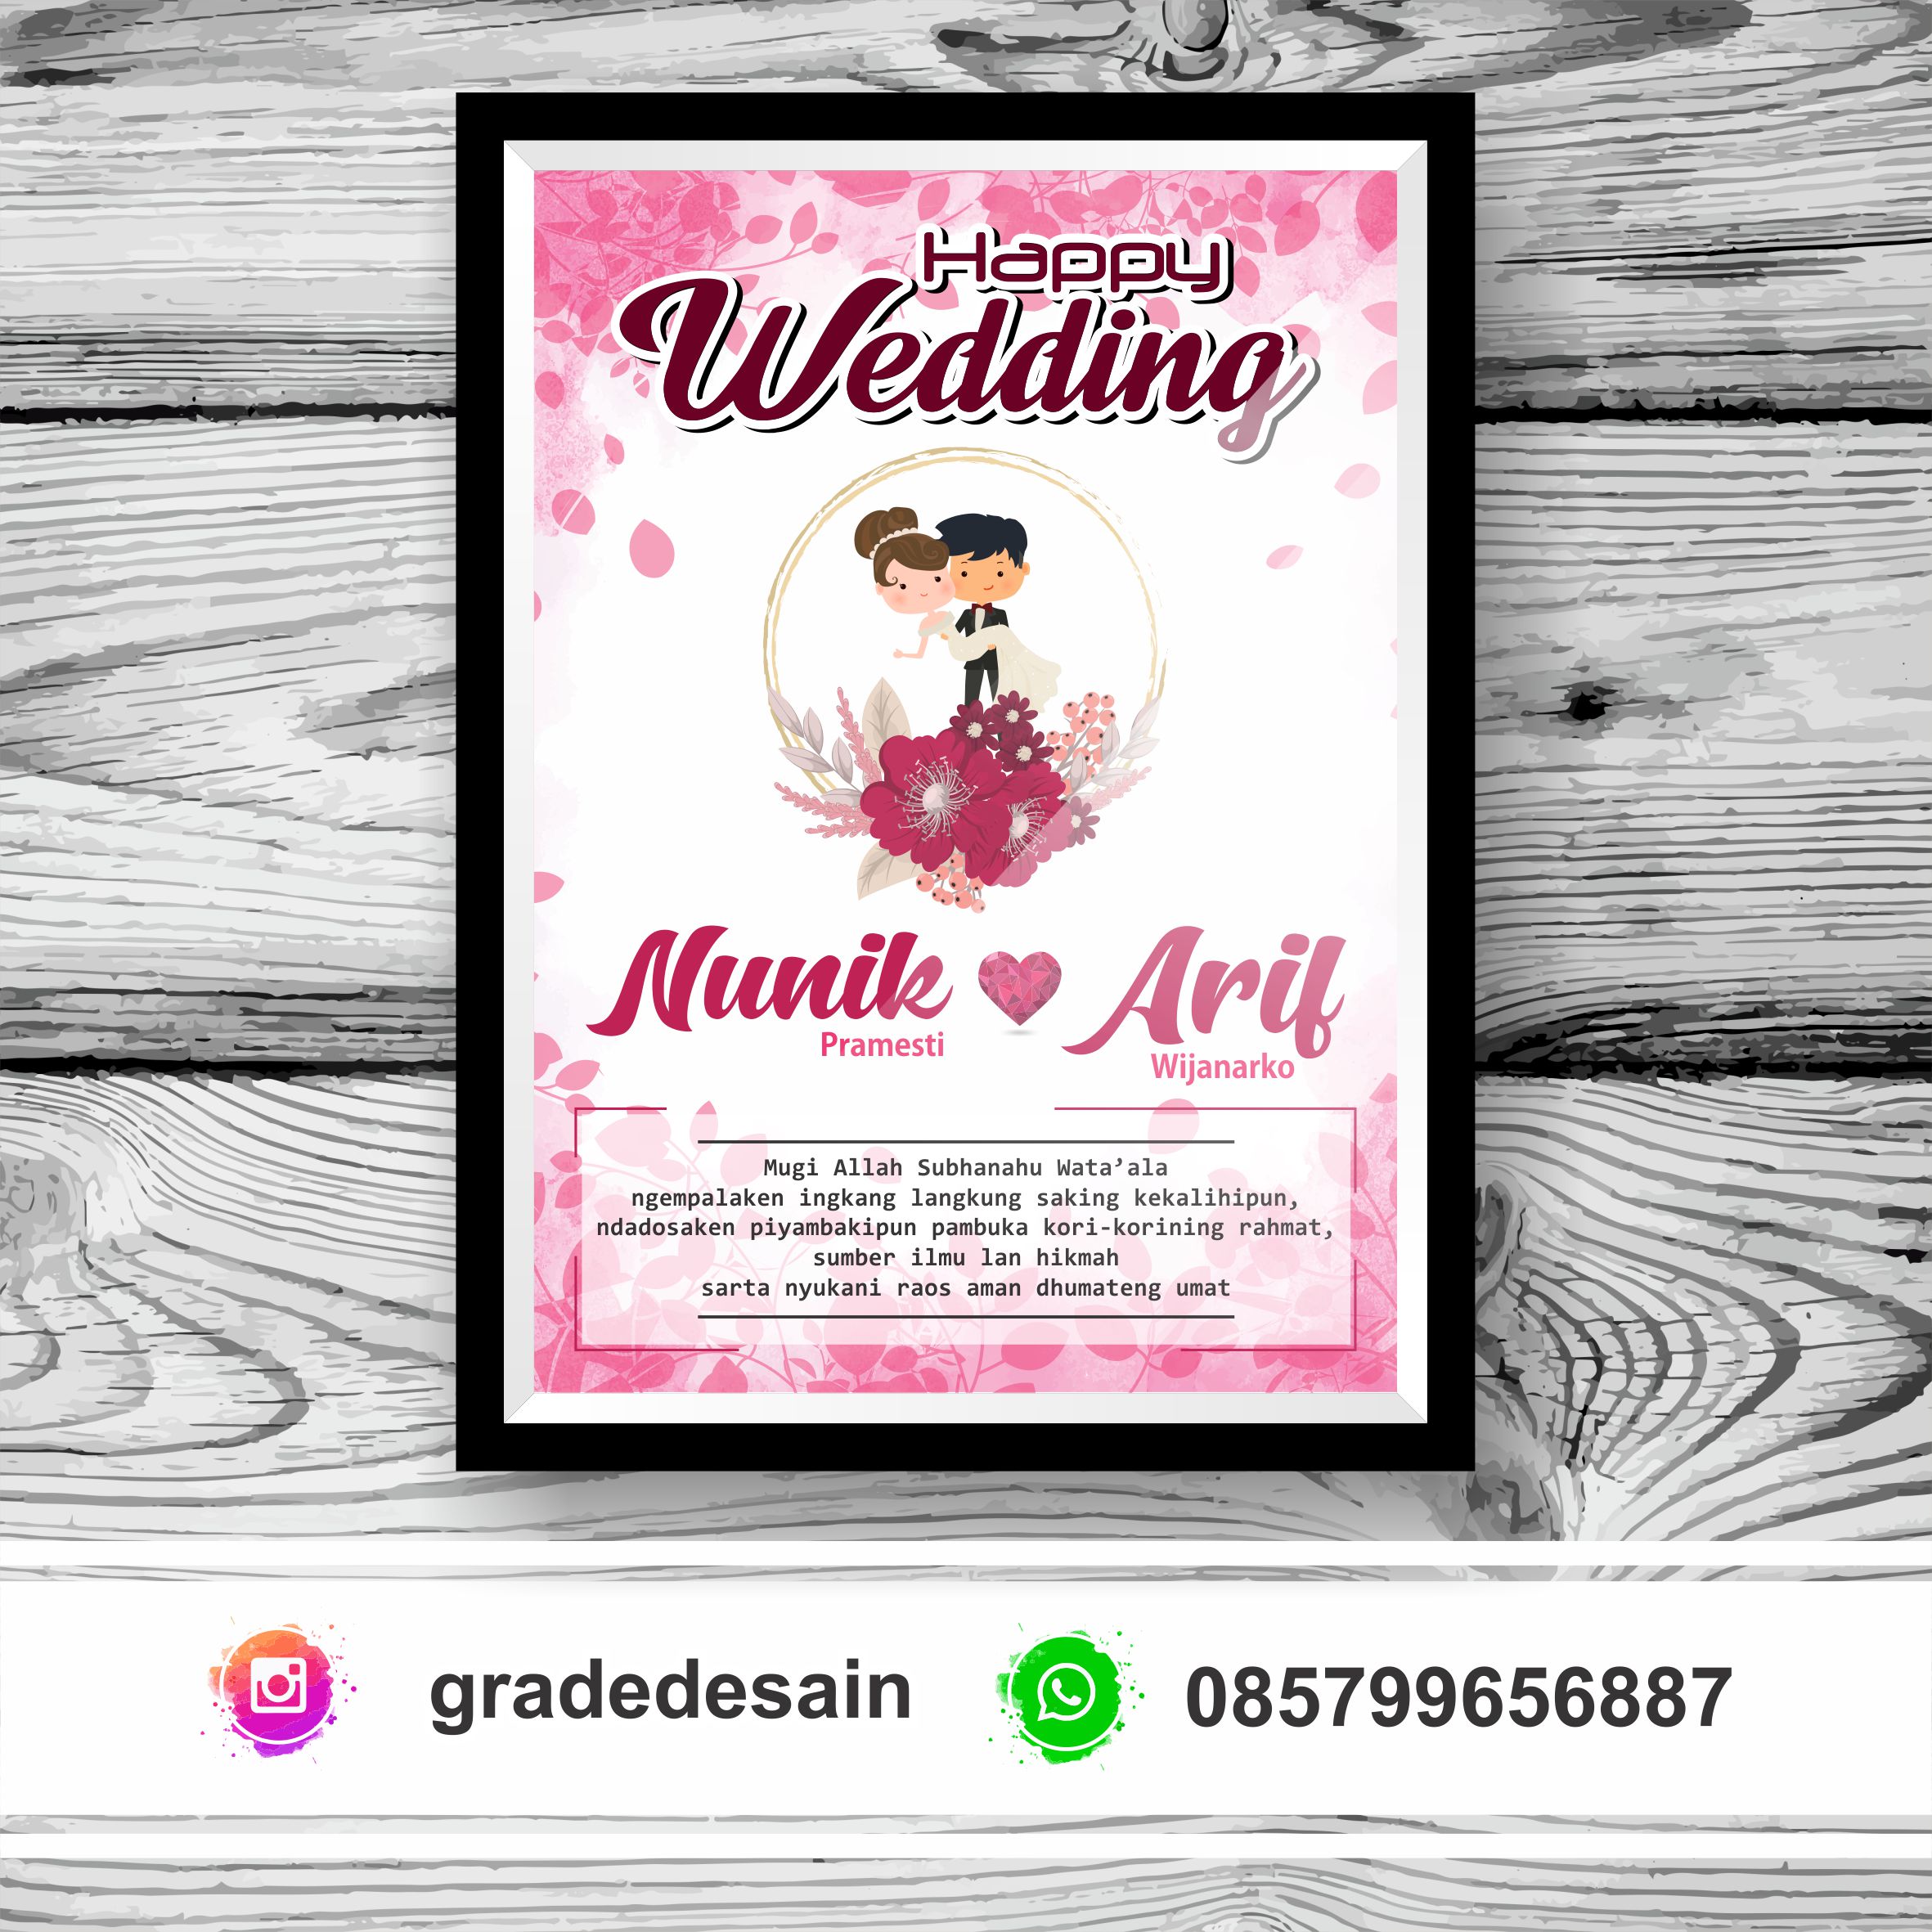 Happy
Wedding
Nunik Arif
Pramesti
Wijanarko
Mugi Allah Subhanahu Wata’ala
ngempalaken ingkang langkung saking kekalihipun,
ndadosaken piyambakipun pambuka kori-korining rahmat,
sumber ilmu lan hikmah
sarta nyukani raos aman dhumateng umat
gradedesain 085799656887